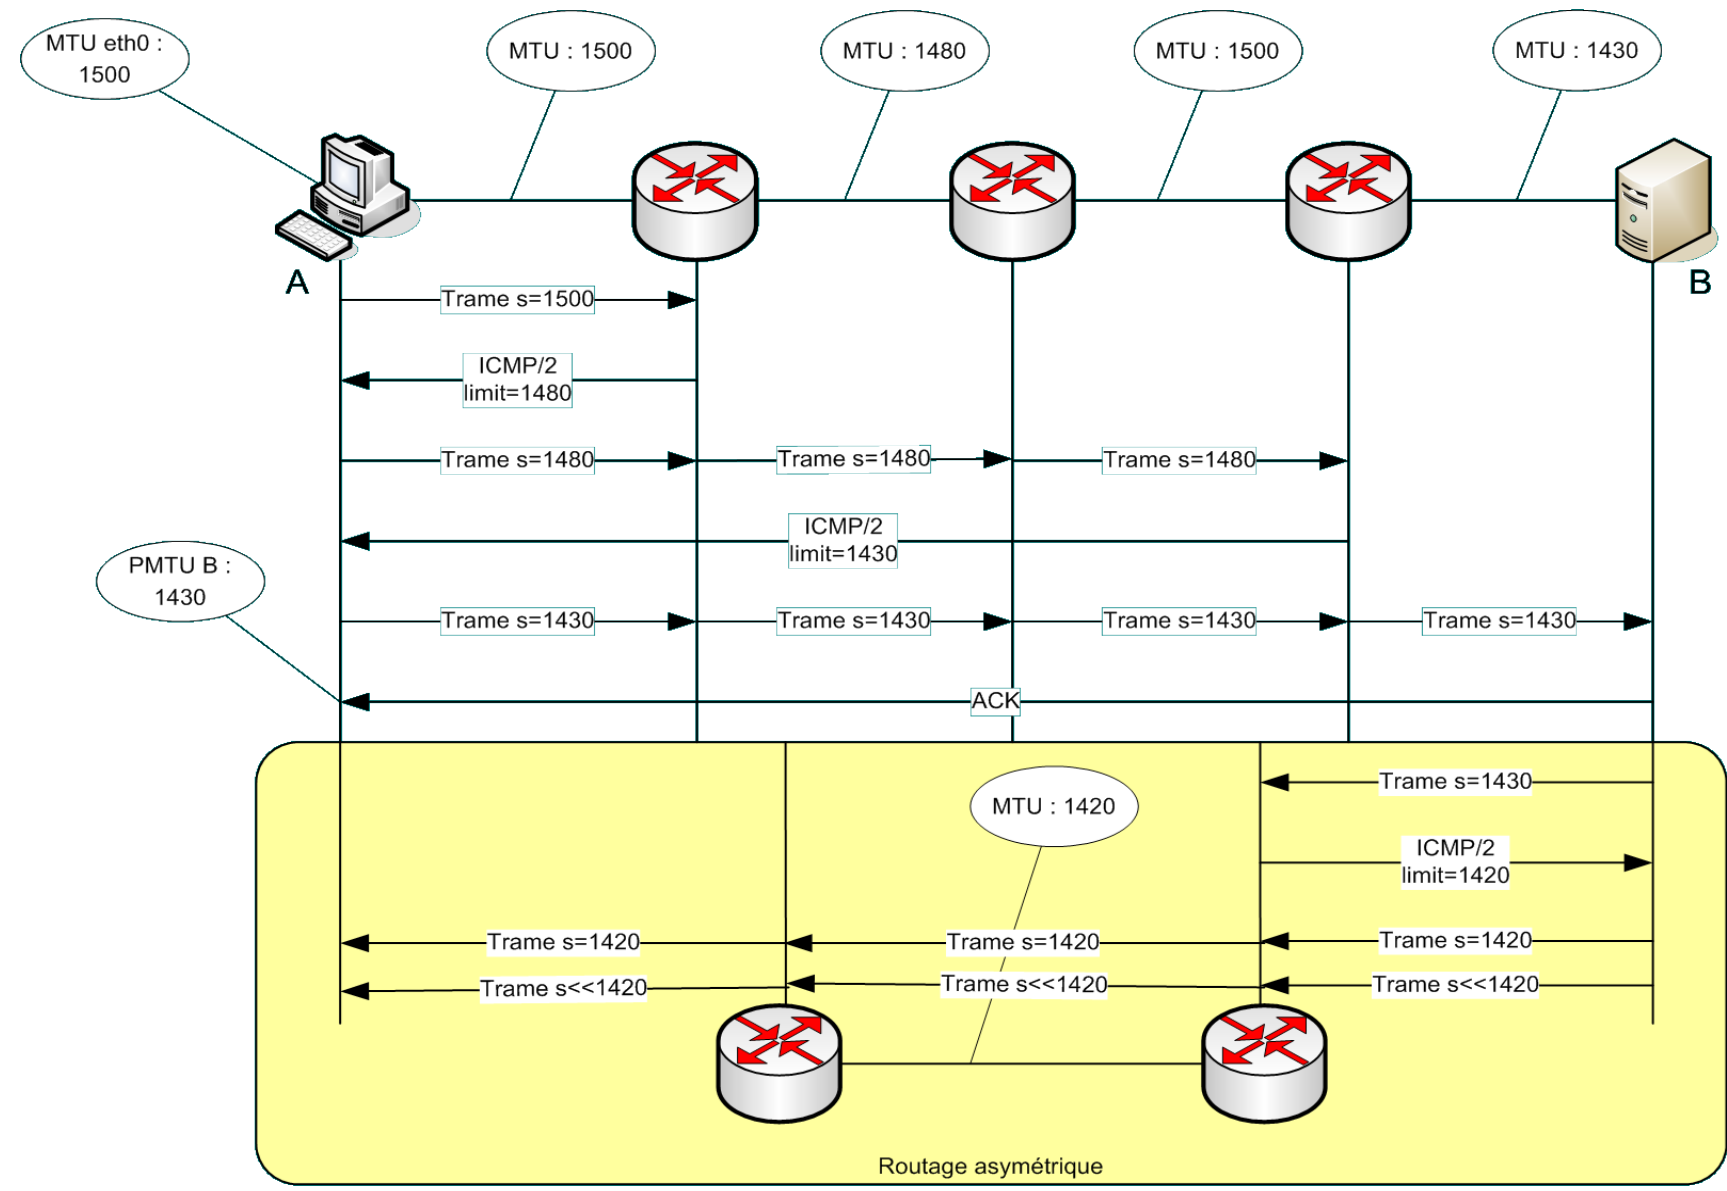 MTU eth0 :
1500
MTU : 1500
MTU : 1480
MTU : 1500
MTU : 1430
A
B
Trame s=1500
ICMP/2
limit=1480
Trame s=1480
Trame s=1480
Trame s=1480
ICMP/2
limit=1430
PMTU B :
1430
Trame s=1430
Trame s=1430
Trame s=1430
Trame s=1430
ACK
Trame s=1430
MTU : 1420
ICMP/2
limit=1420
Trame s=1420
Trame s=1420
Trame s=1420
Trame s<<1420
Trame s<<1420
Trame s<<1420
Routage asymétrique